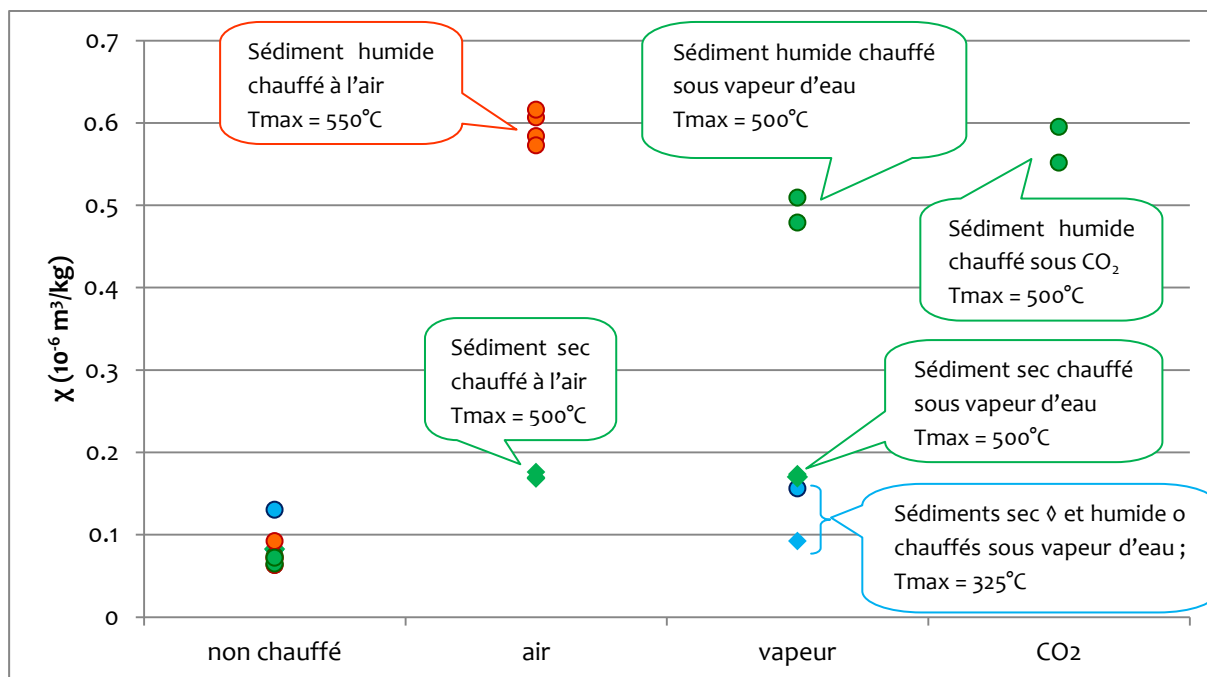 χ (10⁻⁶ m³/kg)
0.7
0.6
0.5
0.4
0.3
0.2
0.1
0
Sédiment humide
chauffé à l’air
Tmax = 550°C
Sédiment humide chauffé
sous vapeur d’eau
Tmax = 500°C
Sédiment humide
chauffé sous CO₂
Tmax = 500°C
Sédiment sec
chauffé à l’air
Tmax = 500°C
Sédiment sec chauffé
sous vapeur d’eau
Tmax = 500°C
Sédiments sec ◊ et humide o
chauffés sous vapeur d’eau ;
Tmax = 325°C
non chauffé
air
vapeur
CO2